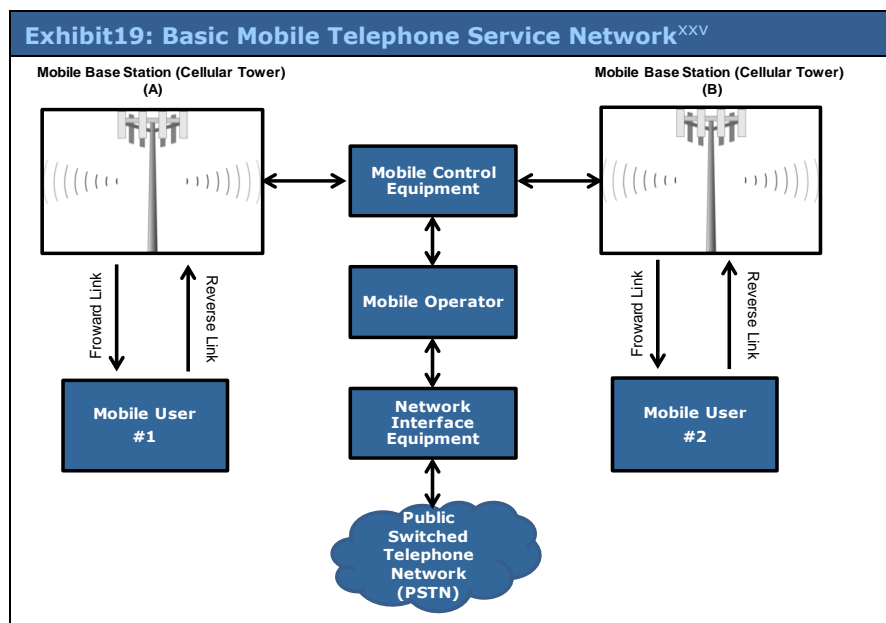 Exhibit19: Basic Mobile Telephone Service Network^xxv
Mobile Base Station (Cellular Tower)
(A)
Mobile Base Station (Cellular Tower)
(B)
Mobile Control
Equipment
Mobile Operator
Froward Link
Reverse Link
Froward Link
Reverse Link
Mobile User
#1
Network
Interface
Equipment
Mobile User
#2
Public
Switched
Telephone
Network
(PSTN)